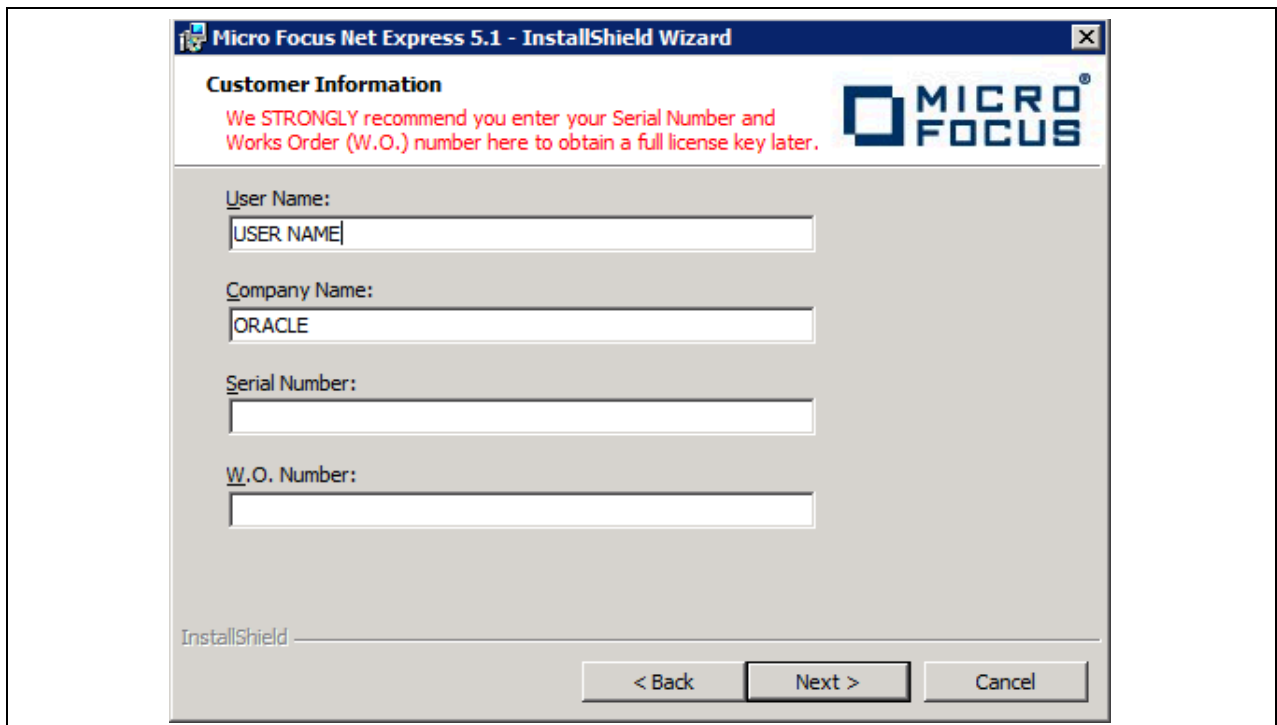 Micro Focus Net Express 5.1 - InstallShield Wizard
Customer Information
We STRONGLY recommend you enter your Serial Number and
Works Order (W.O.) number here to obtain a full license key later.
MICRO
FOCUS®
User Name:
USER NAME
Company Name:
ORACLE
Serial Number:
W.O. Number:
InstallShield
< Back
Next >
Cancel